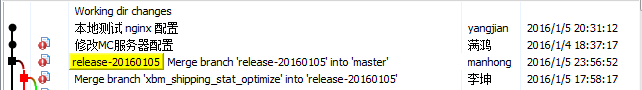 Working dir changes
本地测试 nginx 配置 yangjian 2016/1/5 20:31:12
修改MC服务器配置 满鸿 2016/1/4 18:37:17
release-20160105 Merge branch 'release-20160105' into 'master' manhong 2016/1/5 23:56:52
Merge branch 'xbm_shipping_stat_optimize' into 'release-20160105' 李坤 2016/1/5 17:58:17